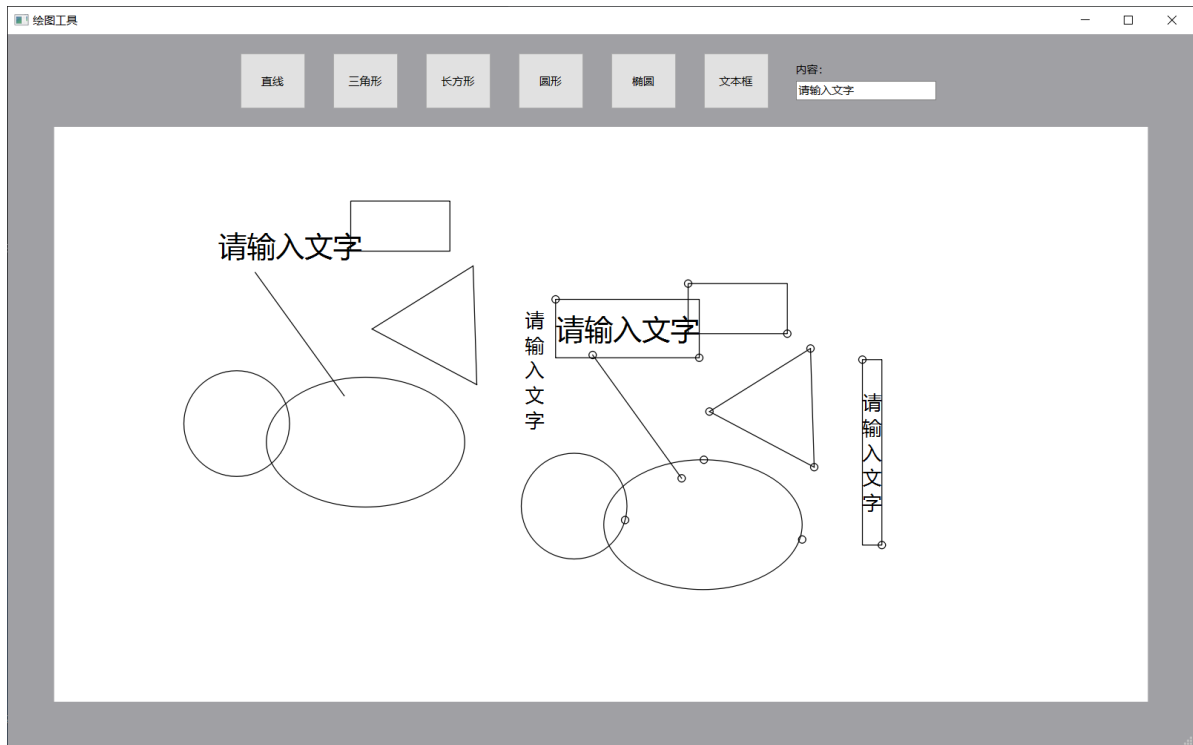 绘图工具
直线
三角形
长方形
圆形
椭圆
文本框
内容：
请输入文字
请输入文字
请输入文字
请输入文字
请输入文字